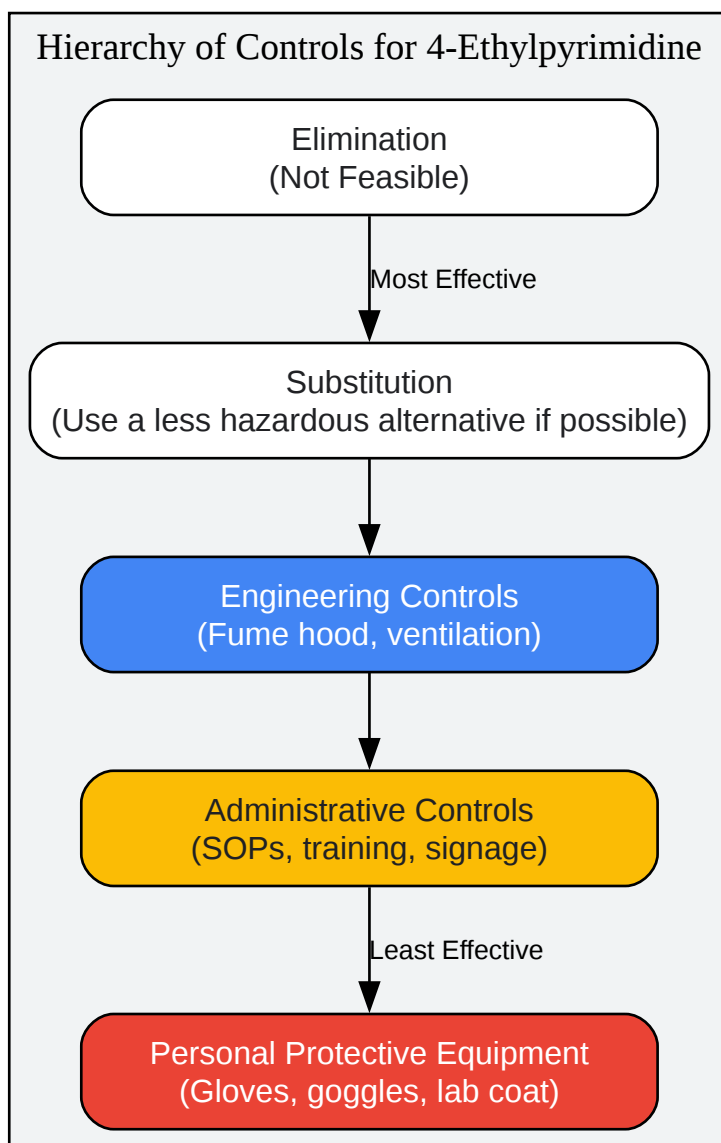 Hierarchy of Controls for 4-Ethylpyrimidine
Elimination
(Not Feasible)
Most Effective
Substitution
(Use a less hazardous alternative if possible)
Engineering Controls
(Fume hood, ventilation)
Administrative Controls
(SOPs, training, signage)
Least Effective
Personal Protective Equipment
(Gloves, goggles, lab coat)